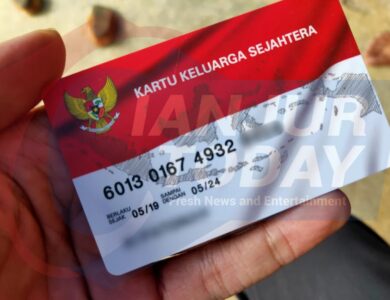 KARTU KELUARGA SEJAHTERA
6013 0167 4932
BERLAKU SEJAK 05/19 SAMPAI DENGAN 05/24
IANJUR
TODAY
Fresh News and Entertainment